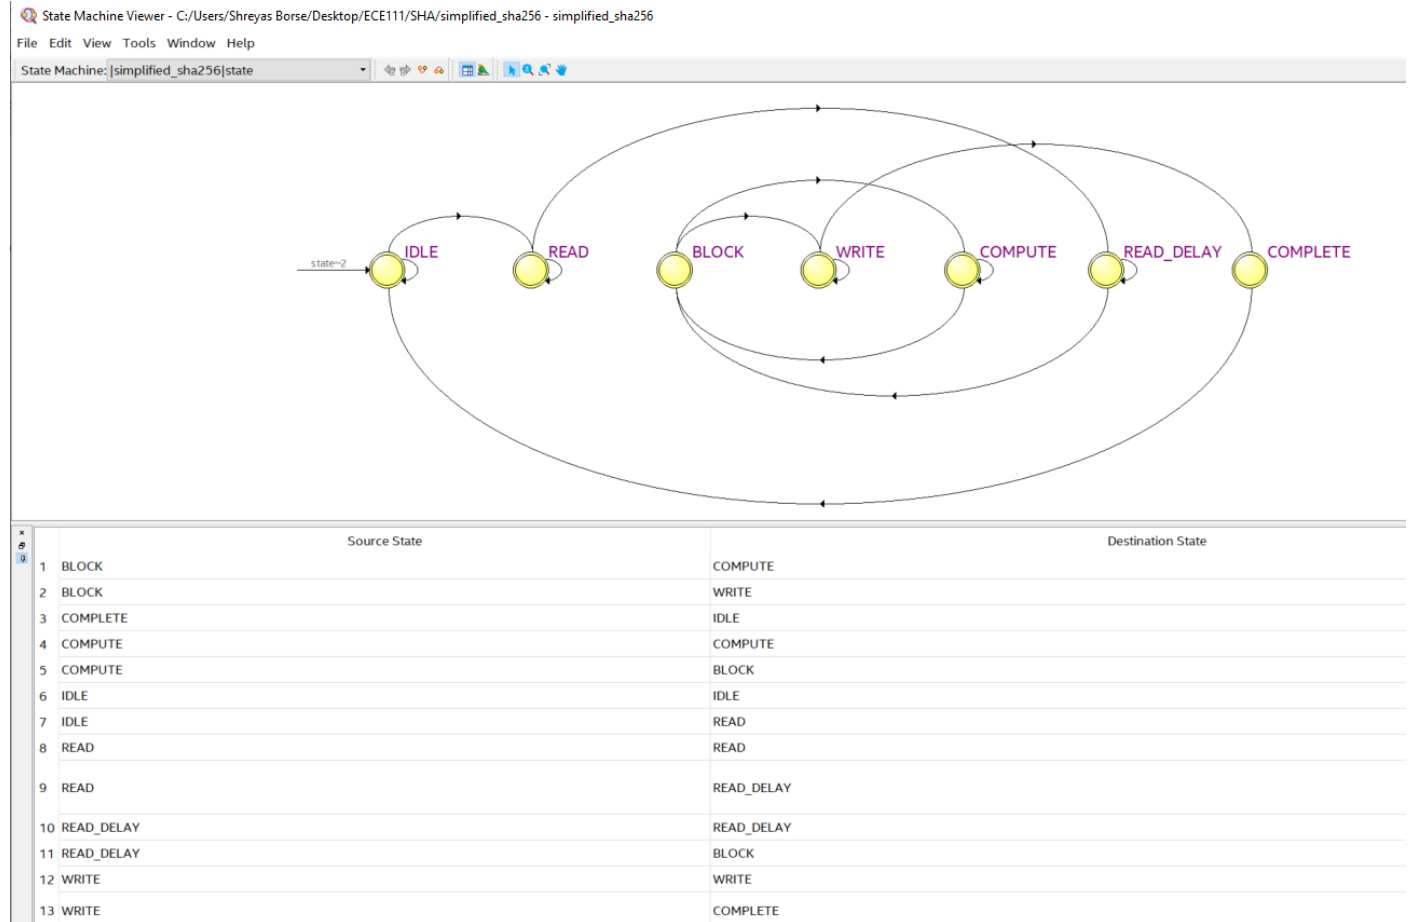 State Machine Viewer - C:/Users/Shreyas Borse/Desktop/ECE111/SHA/simplified_sha256 - simplified_sha256
File Edit View Tools Window Help
State Machine: |simplified_sha256|state
state~2 IDLE READ BLOCK WRITE COMPUTE READ_DELAY COMPLETE
Source State Destination State
1 BLOCK COMPUTE
2 BLOCK WRITE
3 COMPLETE IDLE
4 COMPUTE COMPUTE
5 COMPUTE BLOCK
6 IDLE IDLE
7 IDLE READ
8 READ READ
9 READ READ_DELAY
10 READ_DELAY READ_DELAY
11 READ_DELAY BLOCK
12 WRITE WRITE
13 WRITE COMPLETE